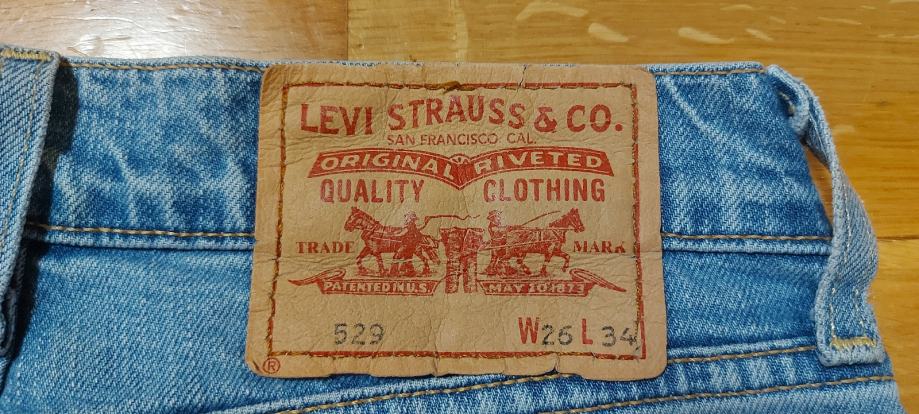 LEVI STRAUSS & CO.
SAN FRANCISCO CAL.
ORIGINAL RIVETED
QUALITY CLOTHING
TRADE MARK
PATENTED IN U.S. MAY 20 1873
529 W26 L34
®